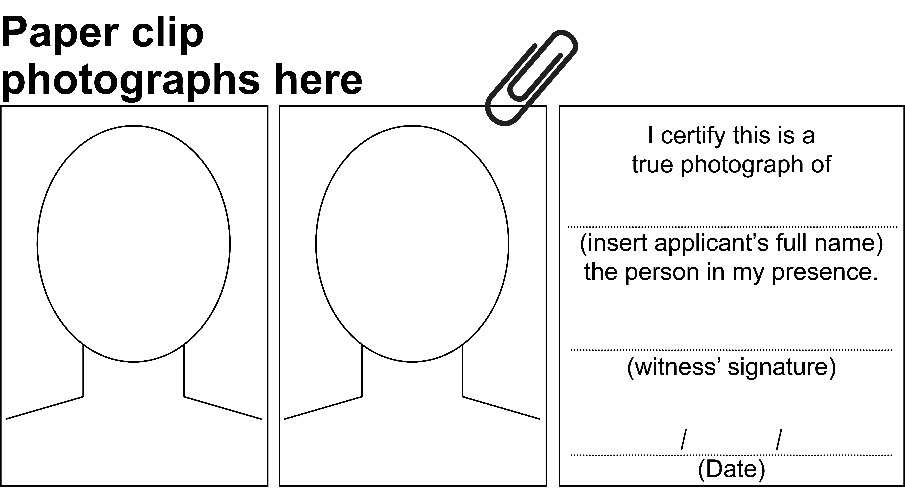 Paper clip
photographs here
I certify this is a
true photograph of
(insert applicant's full name)
the person in my presence.
(witness' signature)
/ /
(Date)